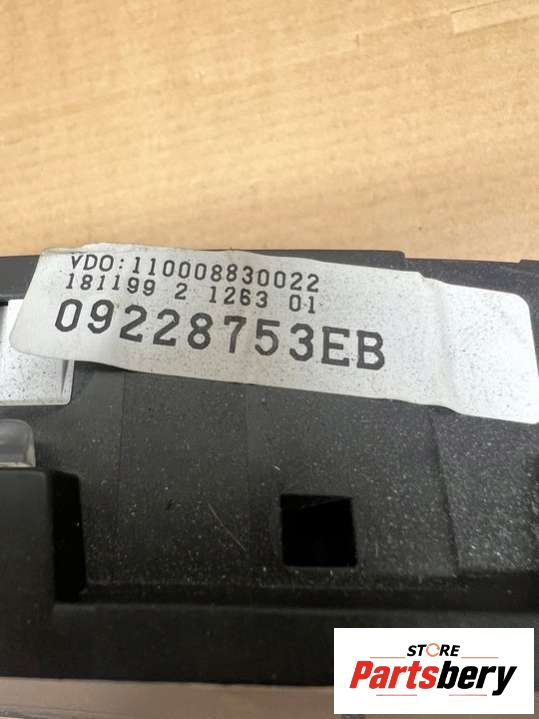 VDO:110008830022
181199 2 1263 01
09228753EB
STORE
Partsbery